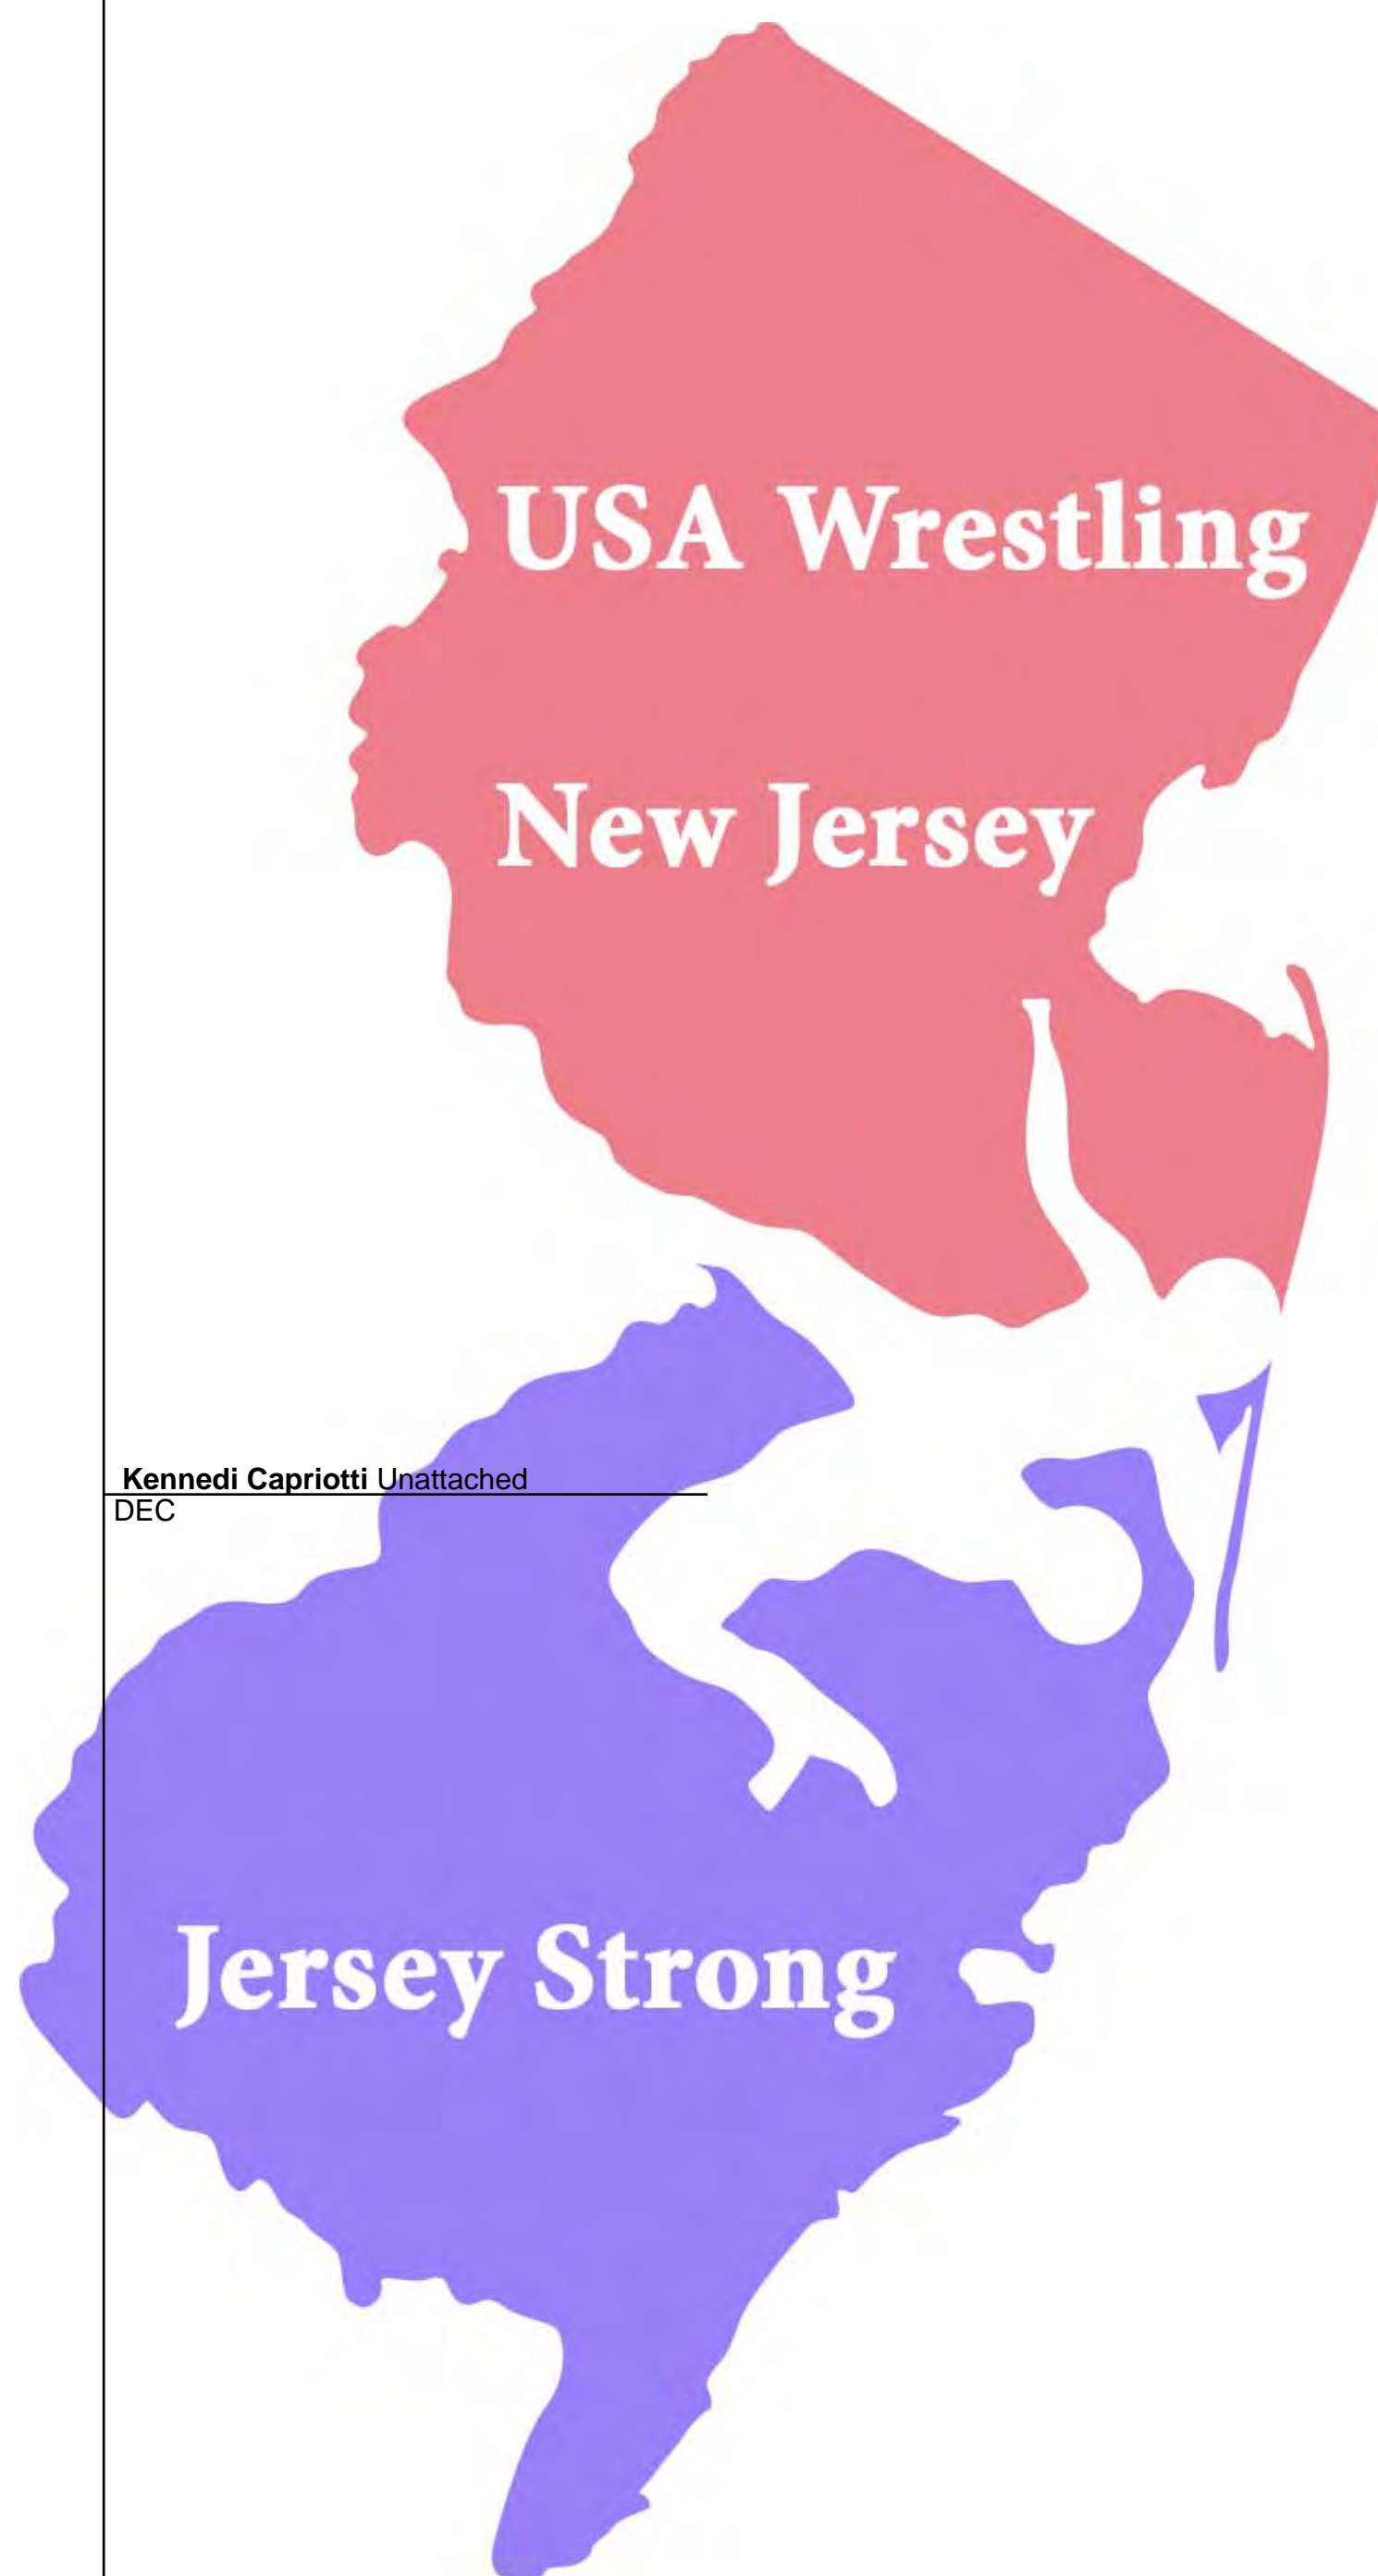 USA Wrestling
New Jersey
Kennedi Capriotti Unattached
DEC
Jersey Strong